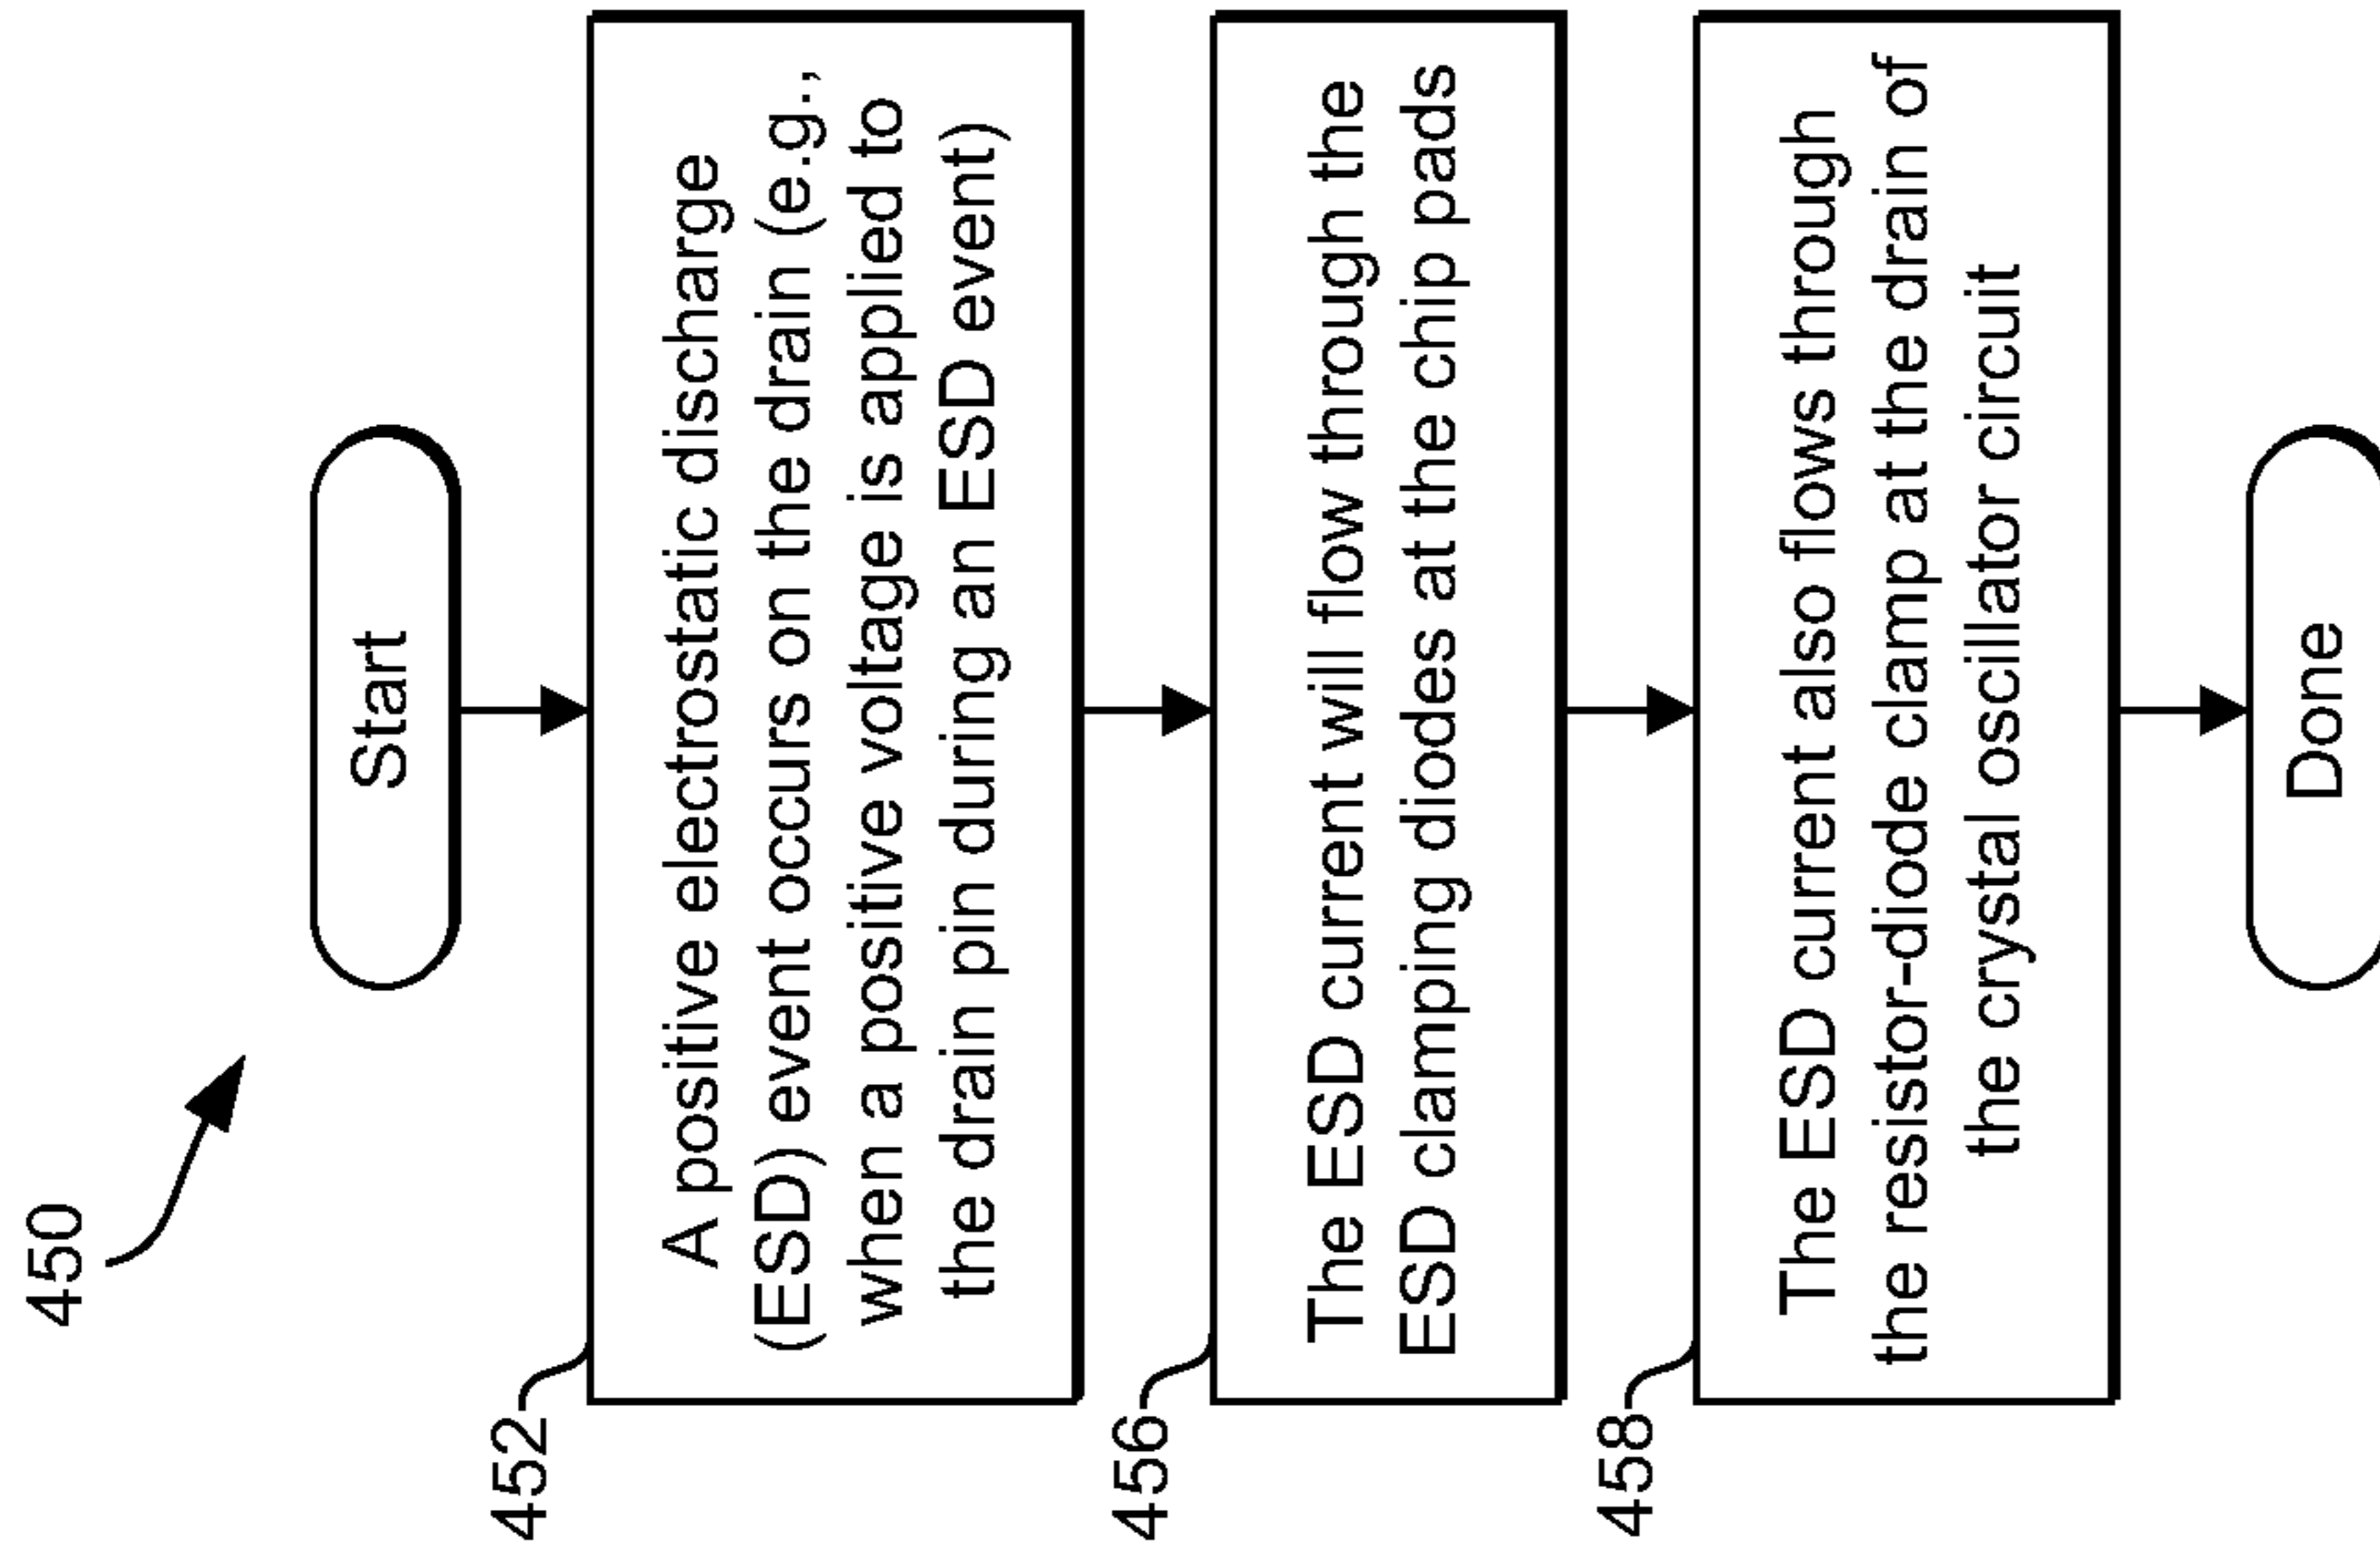 450
Start
452
A positive electrostatic discharge
(ESD) event occurs on the drain (e.g.,
when a positive voltage is applied to
the drain pin during an ESD event)
456
The ESD current will flow through the
ESD clamping diodes at the chip pads
458
The ESD current also flows through
the resistor-diode clamp at the drain of
the crystal oscillator circuit
Done